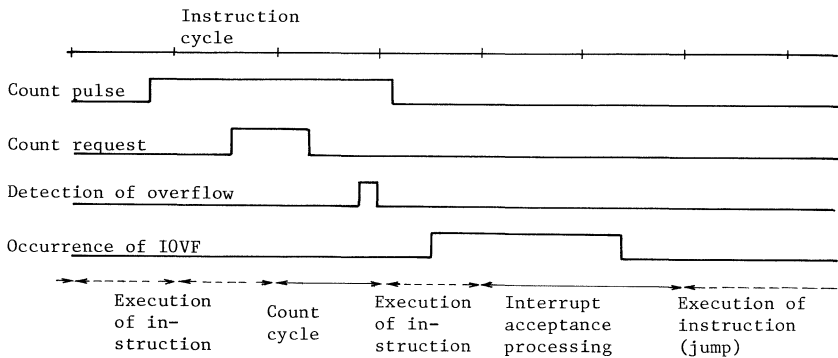 Instruction
cycle
Count pulse
Count request
Detection of overflow
Occurrence of IOVF
Execution
of in-
struction
Count
cycle
Execution
of in-
struction
Interrupt
acceptance
processing
Execution of
instruction
(jump)